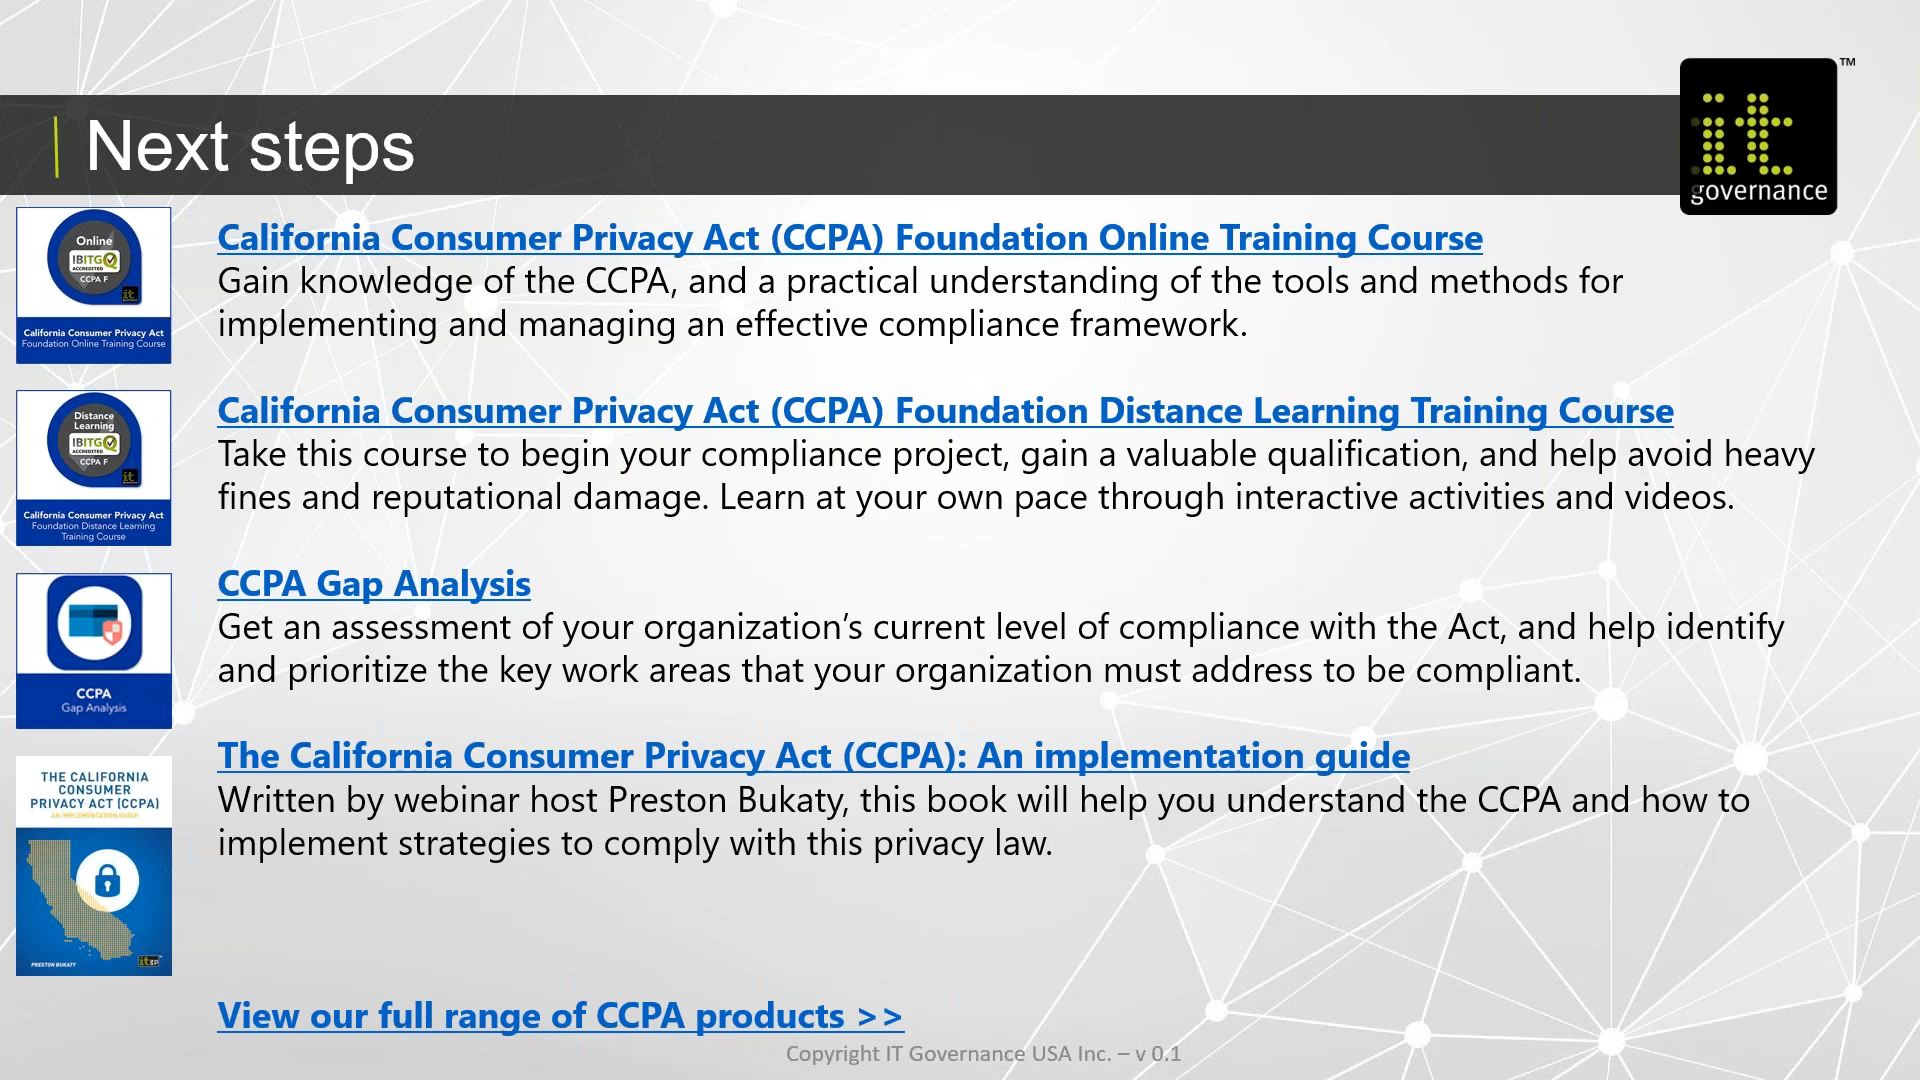 Next steps
it
governance
TM
Online
IBITGQ
ACCREDITED
CCPA F
it
California Consumer Privacy Act
Foundation Online Training Course
California Consumer Privacy Act (CCPA) Foundation Online Training Course
Gain knowledge of the CCPA, and a practical understanding of the tools and methods for
implementing and managing an effective compliance framework.
Distance
Learning
IBITGQ
ACCREDITED
CCPA F
it
California Consumer Privacy Act
Foundation Distance Learning
Training Course
California Consumer Privacy Act (CCPA) Foundation Distance Learning Training Course
Take this course to begin your compliance project, gain a valuable qualification, and help avoid heavy
fines and reputational damage. Learn at your own pace through interactive activities and videos.
CCPA
Gap Analysis
CCPA Gap Analysis
Get an assessment of your organization’s current level of compliance with the Act, and help identify
and prioritize the key work areas that your organization must address to be compliant.
THE CALIFORNIA
CONSUMER
PRIVACY ACT (CCPA)
AN IMPLEMENTATION GUIDE
PRESTON BUKATY
itgp
The California Consumer Privacy Act (CCPA): An implementation guide
Written by webinar host Preston Bukaty, this book will help you understand the CCPA and how to
implement strategies to comply with this privacy law.
View our full range of CCPA products >>
Copyright IT Governance USA Inc. – v 0.1